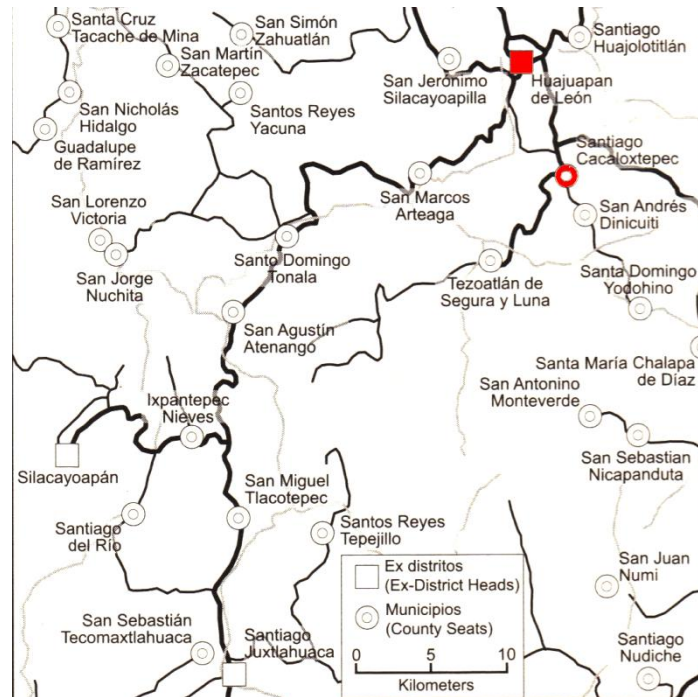 Santa Cruz
Tacache de Mina
San Simón
Zahuatlán
Santiago
Huajolotitlán
San Martín
Zacatepec
San Jerónimo
Silacayoapilla
Huajuapan
de León
San Nicholás
Hidalgo
Santos Reyes
Yacuna
Guadalupe
de Ramírez
Santiago
Cacaloxtepec
San Marcos
Arteaga
San Lorenzo
Victoria
San Andrés
Dinicuiti
Santo Domingo
Tonala
San Jorge
Nuchita
Tezoatlán de
Segura y Luna
Santa Domingo
Yodohino
San Agustín
Atenango
Santa María Chalapa
de Díaz
San Antonino
Monteverde
Ixpantepec
Nieves
San Sebastian
Nicapanduta
Silacayoapán
San Miguel
Tlacotepec
Santiago
del Río
Santos Reyes
Tepejillo
San Juan
Numi
San Sebastián
Tecomaxtlahuaca
Santiago
Juxtlahuaca
Santiago
Nudiche
Ex distritos
(Ex-District Heads)
Municipios
(County Seats)
0 5 10
Kilometers